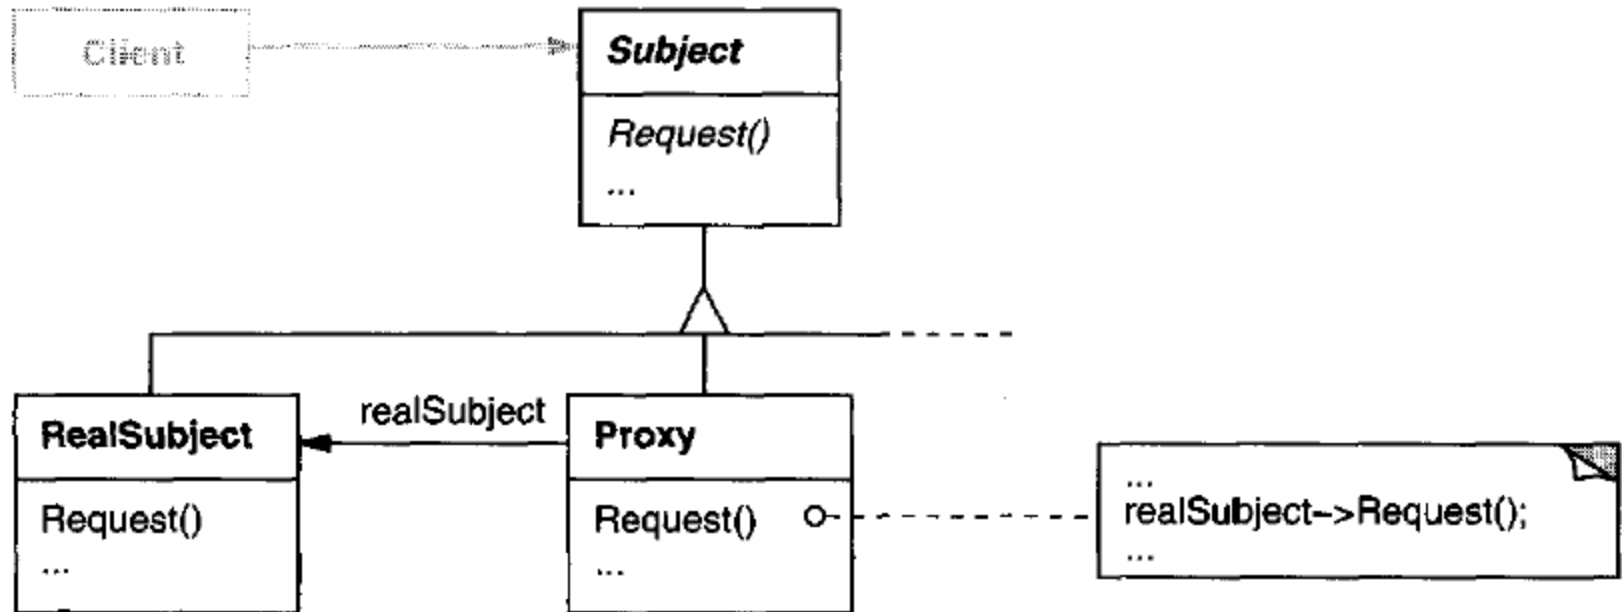 Client
Subject
Request()
...
RealSubject
Request()
...
realSubject
Proxy
Request()
...
...
realSubject->Request();
...